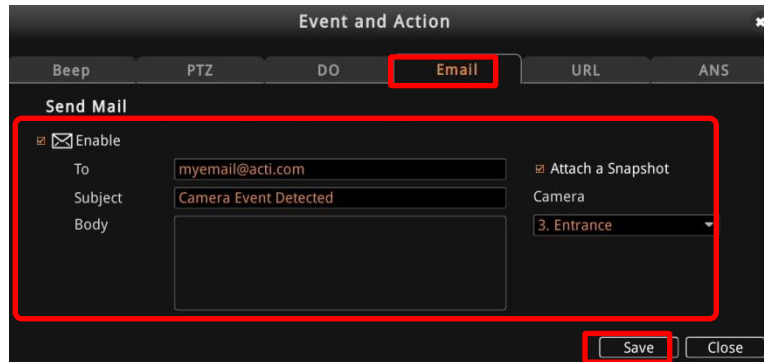 Event and Action
Beep PTZ DO Email URL ANS
Send Mail
Enable
To myemail@acti.com Attach a Snapshot
Subject Camera Event Detected Camera
Body 3. Entrance
Save Close